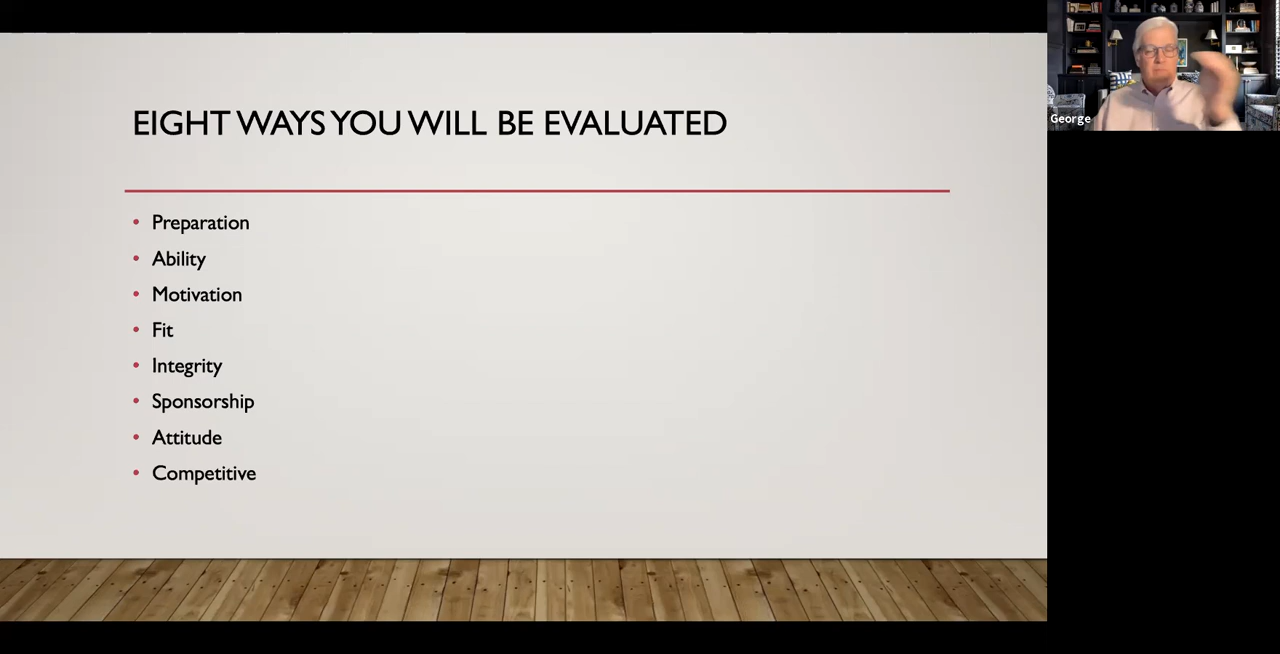 EIGHT WAYS YOU WILL BE EVALUATED
• Preparation
• Ability
• Motivation
• Fit
• Integrity
• Sponsorship
• Attitude
• Competitive
George